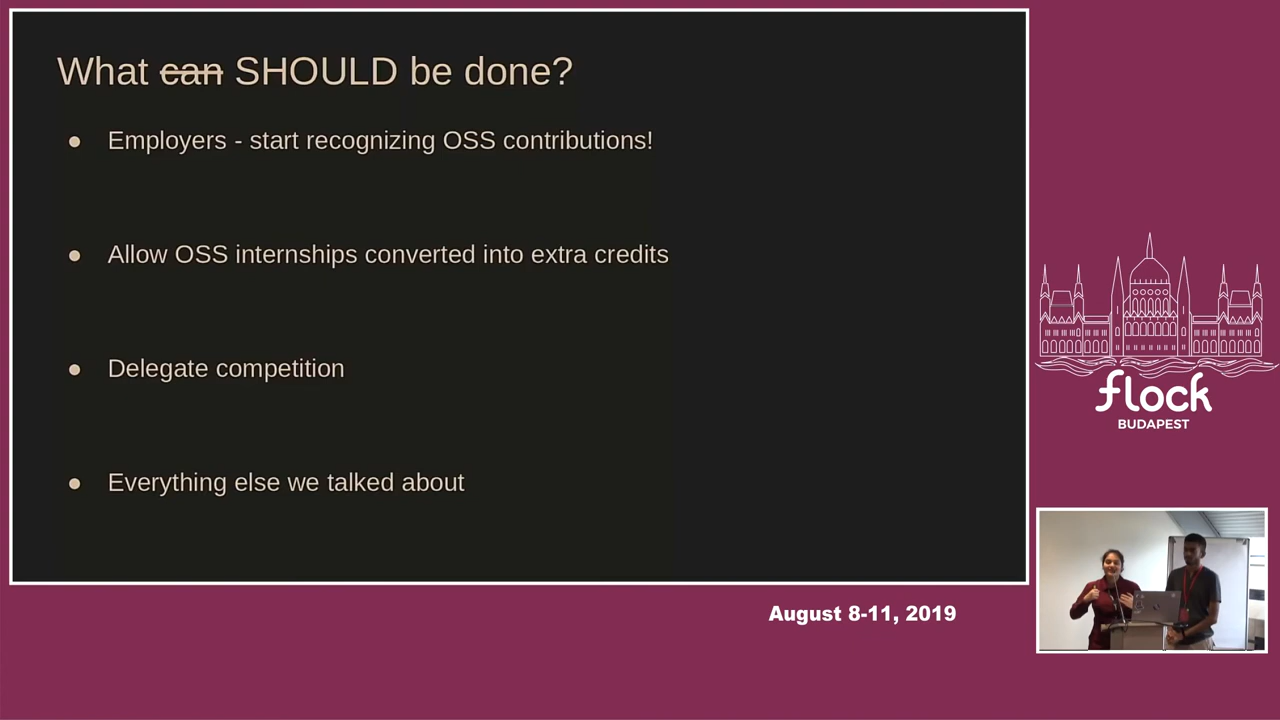 What can SHOULD be done?
● Employers - start recognizing OSS contributions!
● Allow OSS internships converted into extra credits
● Delegate competition
● Everything else we talked about
flock
BUDAPEST
August 8-11, 2019